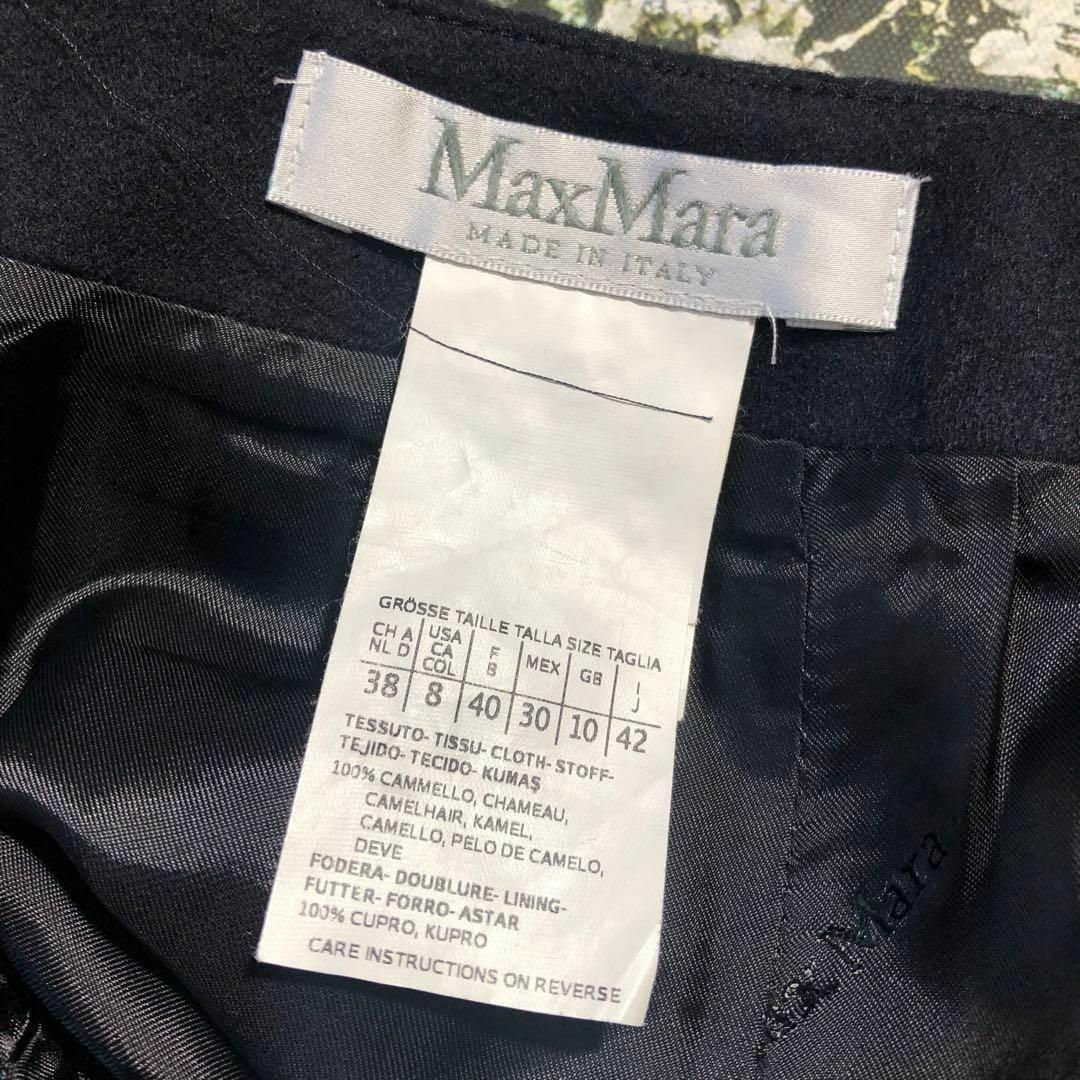 MaxMara
MADE IN ITALY
GRÖSSE TAILLE TALLA SIZE TAGLIA
CH A NL D | USA CA COL | F B | MEX | GB | I J
38 | 8 | 40 | 30 | 10 | 42
TESSUTO- TISSU- CLOTH- STOFF-
TEJIDO- TECIDO- KUMAŞ
100% CAMMELLO, CHAMEAU,
CAMELHAIR, KAMEL,
CAMELLO, PELO DE CAMELO,
DEVE
FODERA- DOUBLURE- LINING-
FUTTER- FORRO- ASTAR
100% CUPRO, KUPRO
CARE INSTRUCTIONS ON REVERSE
Mara